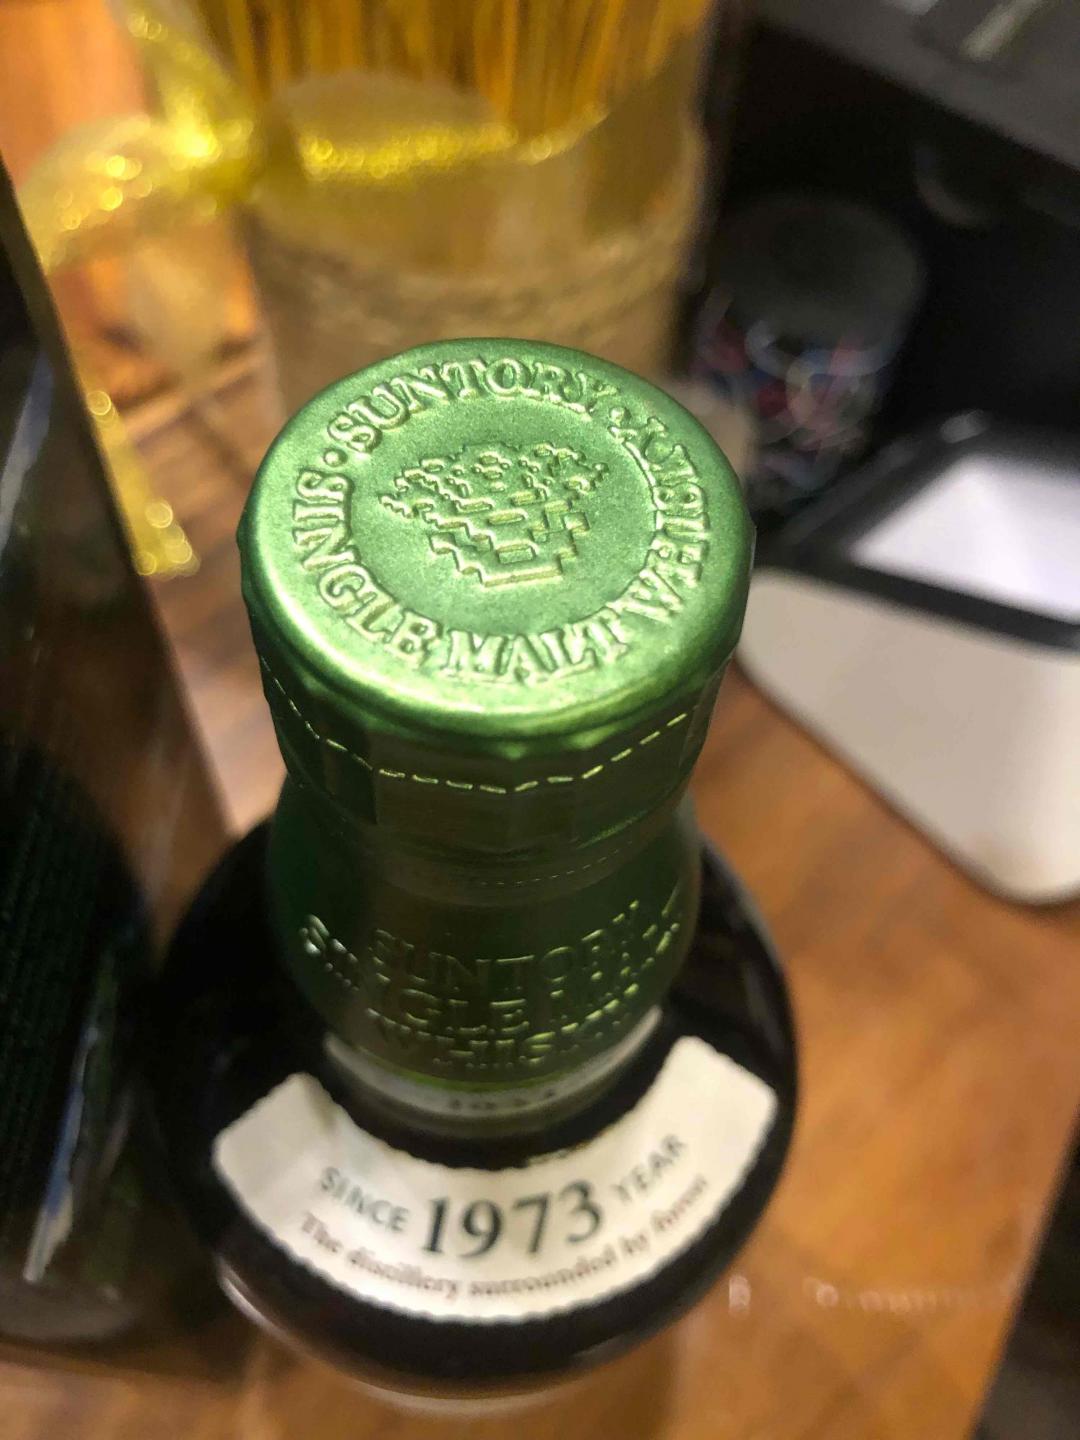 ·SUNTORY·
SINGLE MALT WHISKY
SUNTORY
SINGLE MALT
WHISKY
SINCE 1973 YEAR
The distillery surrounded by forest